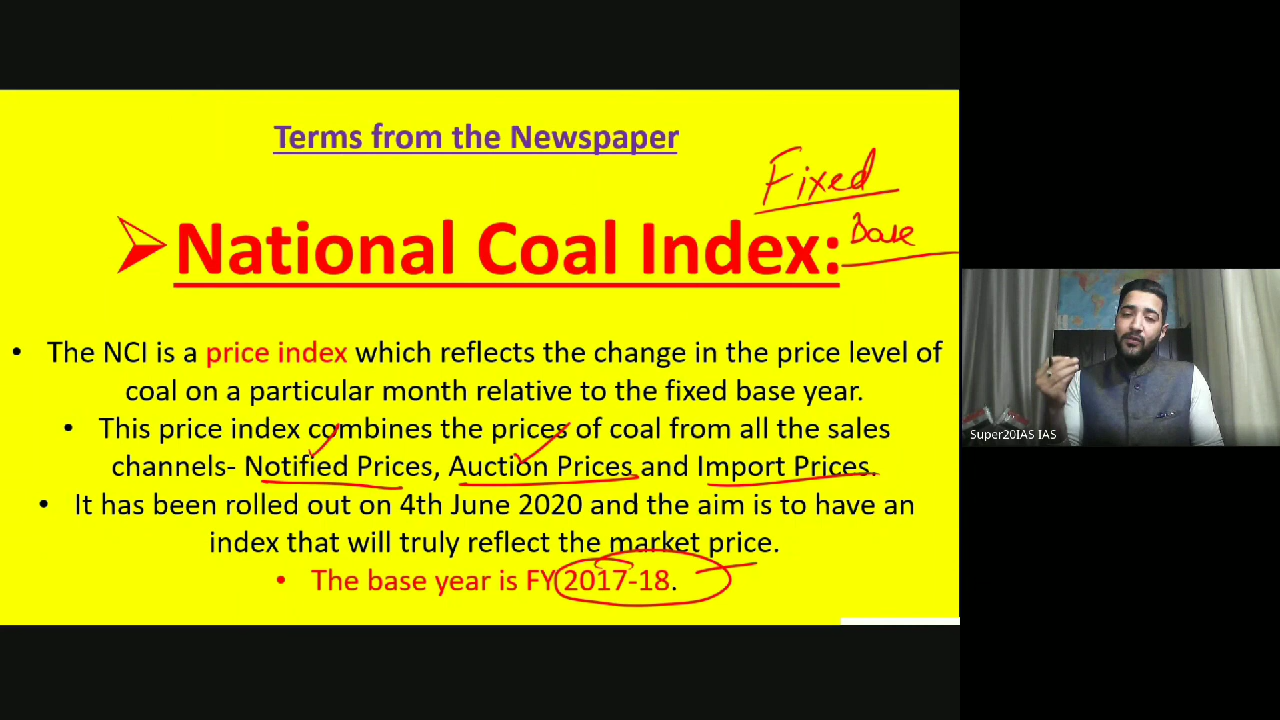 Terms from the Newspaper
Fixed
Base
➢National Coal Index:
• The NCI is a price index which reflects the change in the price level of
coal on a particular month relative to the fixed base year.
• This price index combines the prices of coal from all the sales
channels- Notified Prices, Auction Prices and Import Prices.
• It has been rolled out on 4th June 2020 and the aim is to have an
index that will truly reflect the market price.
• The base year is FY 2017-18.
Super20IAS IAS